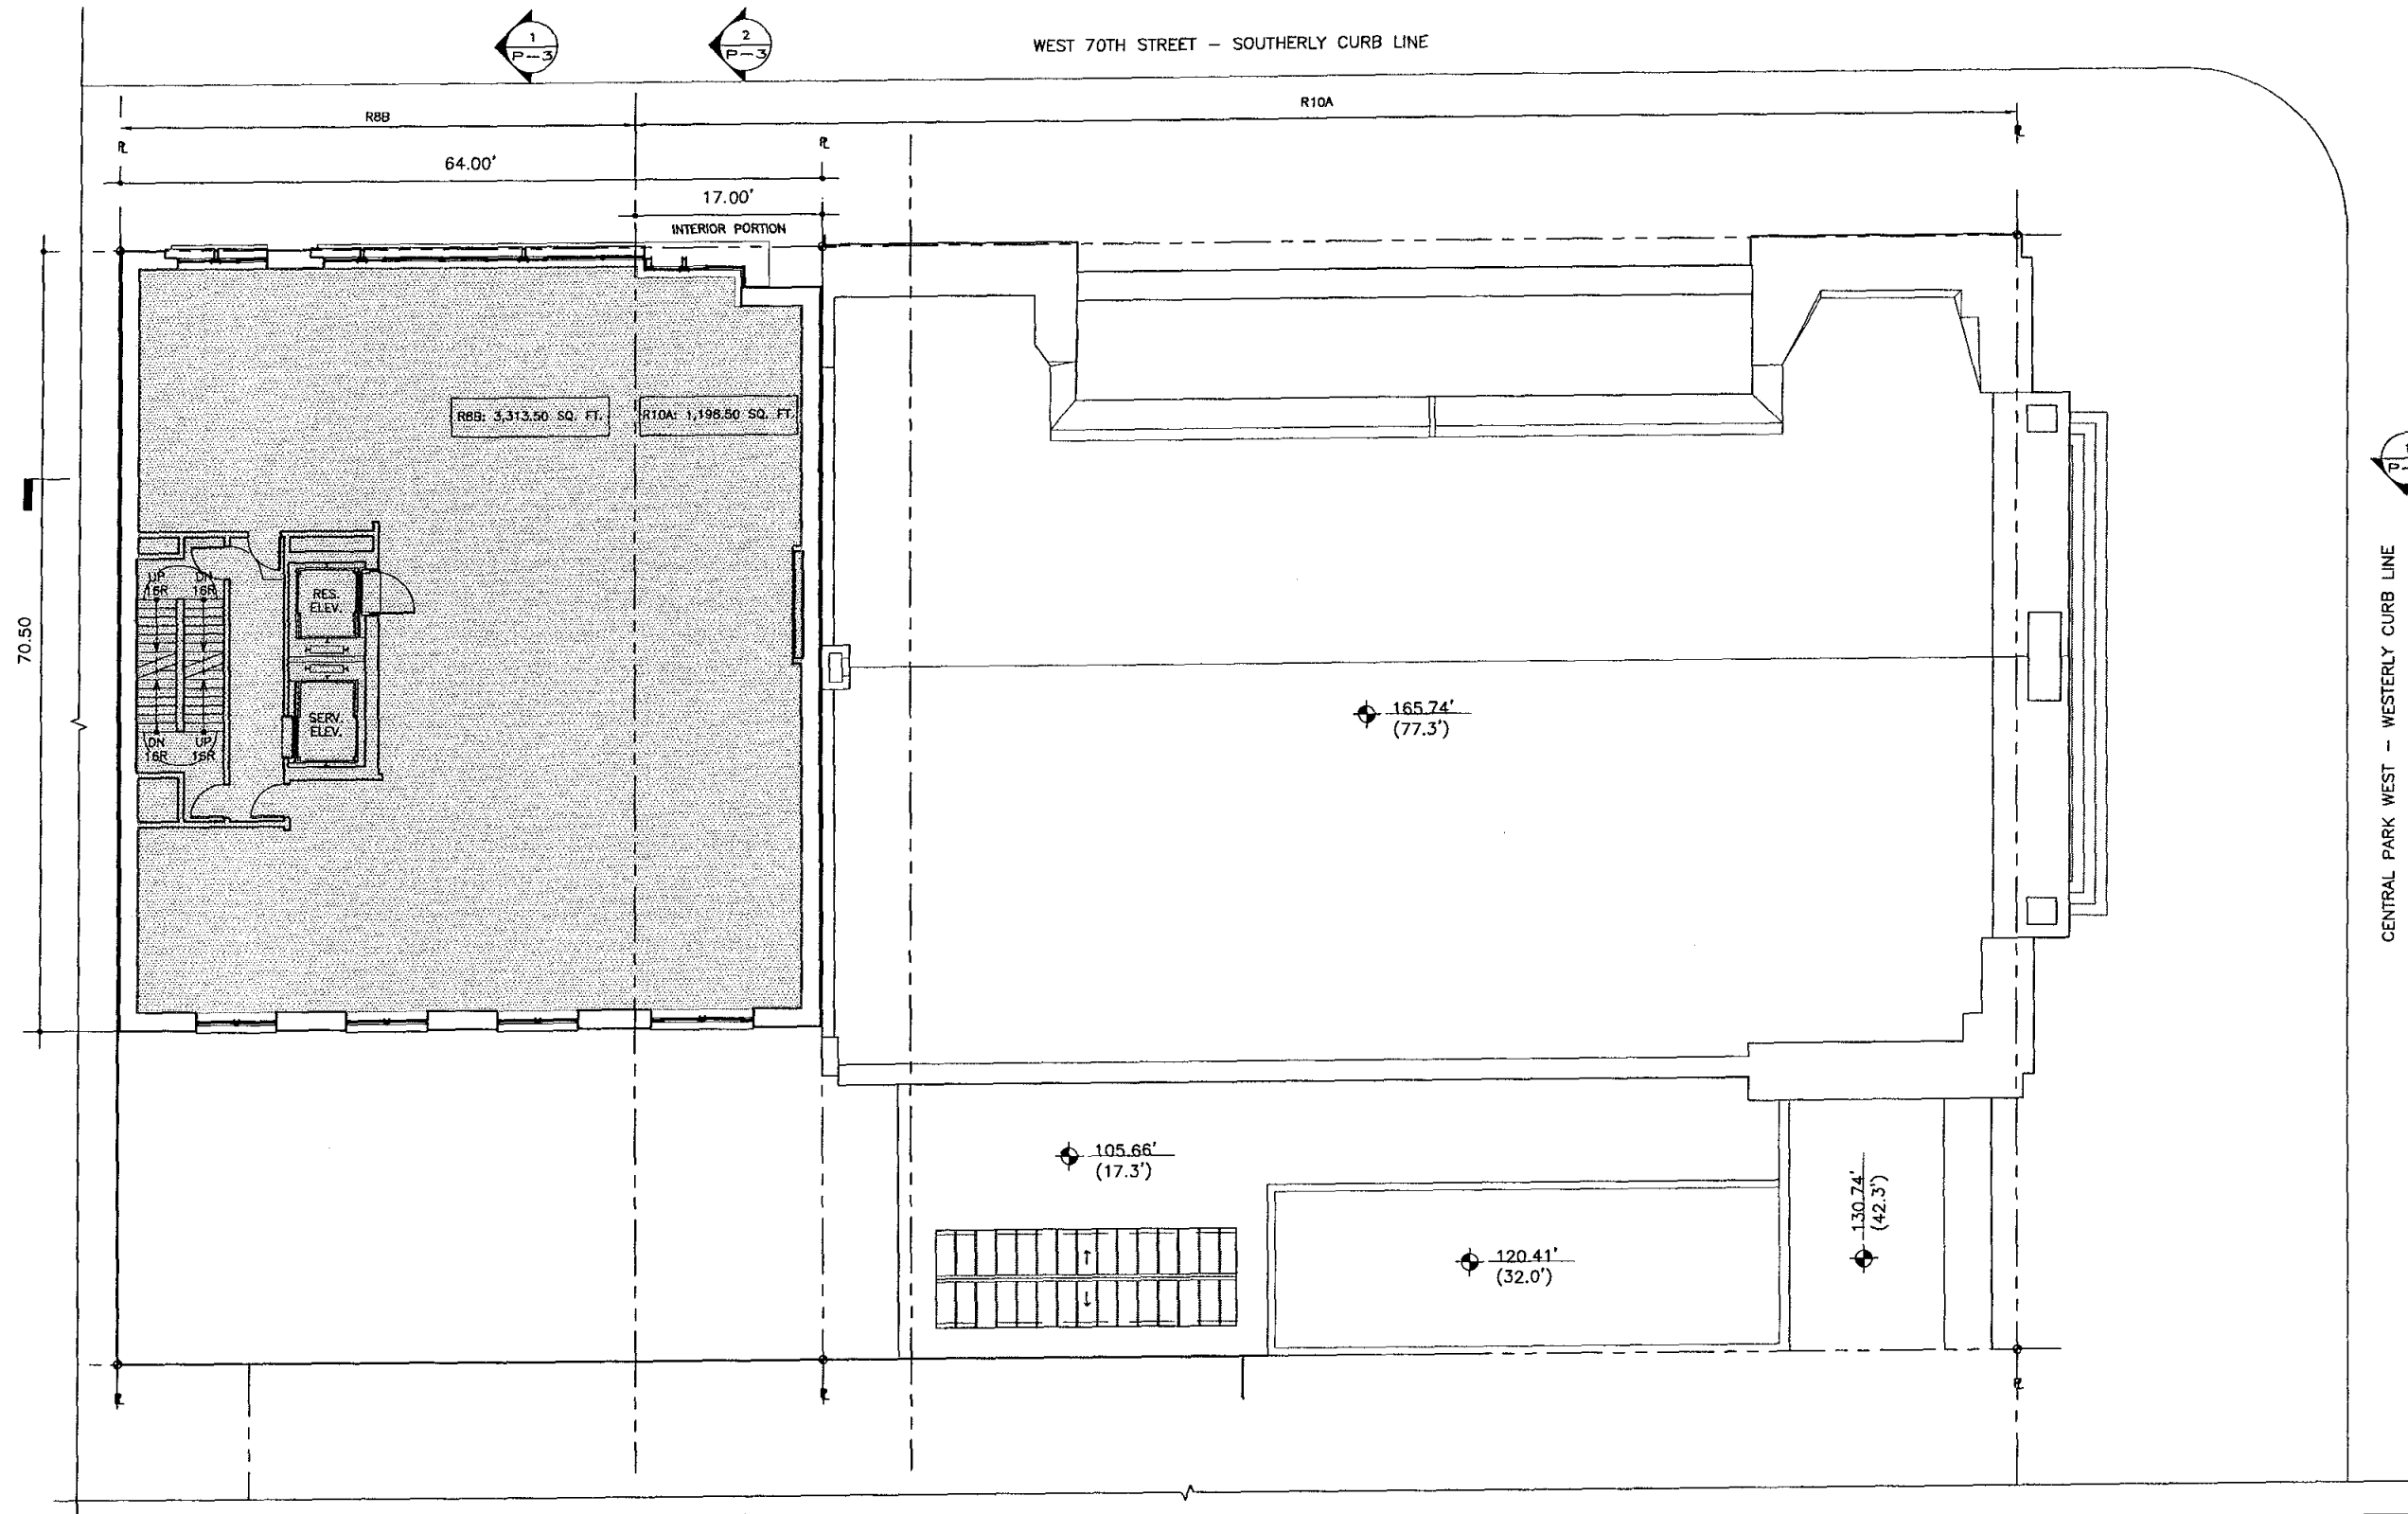 1
P-3
2
P-3
WEST 70TH STREET - SOUTHERLY CURB LINE
R8B
R10A
64.00'
17.00'
INTERIOR PORTION
R8B: 3,313.50 SQ. FT.
R10A: 1,198.50 SQ. FT.
70.50
UP
16R
DN
16R
RES.
ELEV.
SERV.
ELEV.
DN
16R
UP
16R
165.74'
(77.3')
105.66'
(17.3')
120.41'
(32.0')
130.74'
(42.3')
CENTRAL PARK WEST - WESTERLY CURB LINE